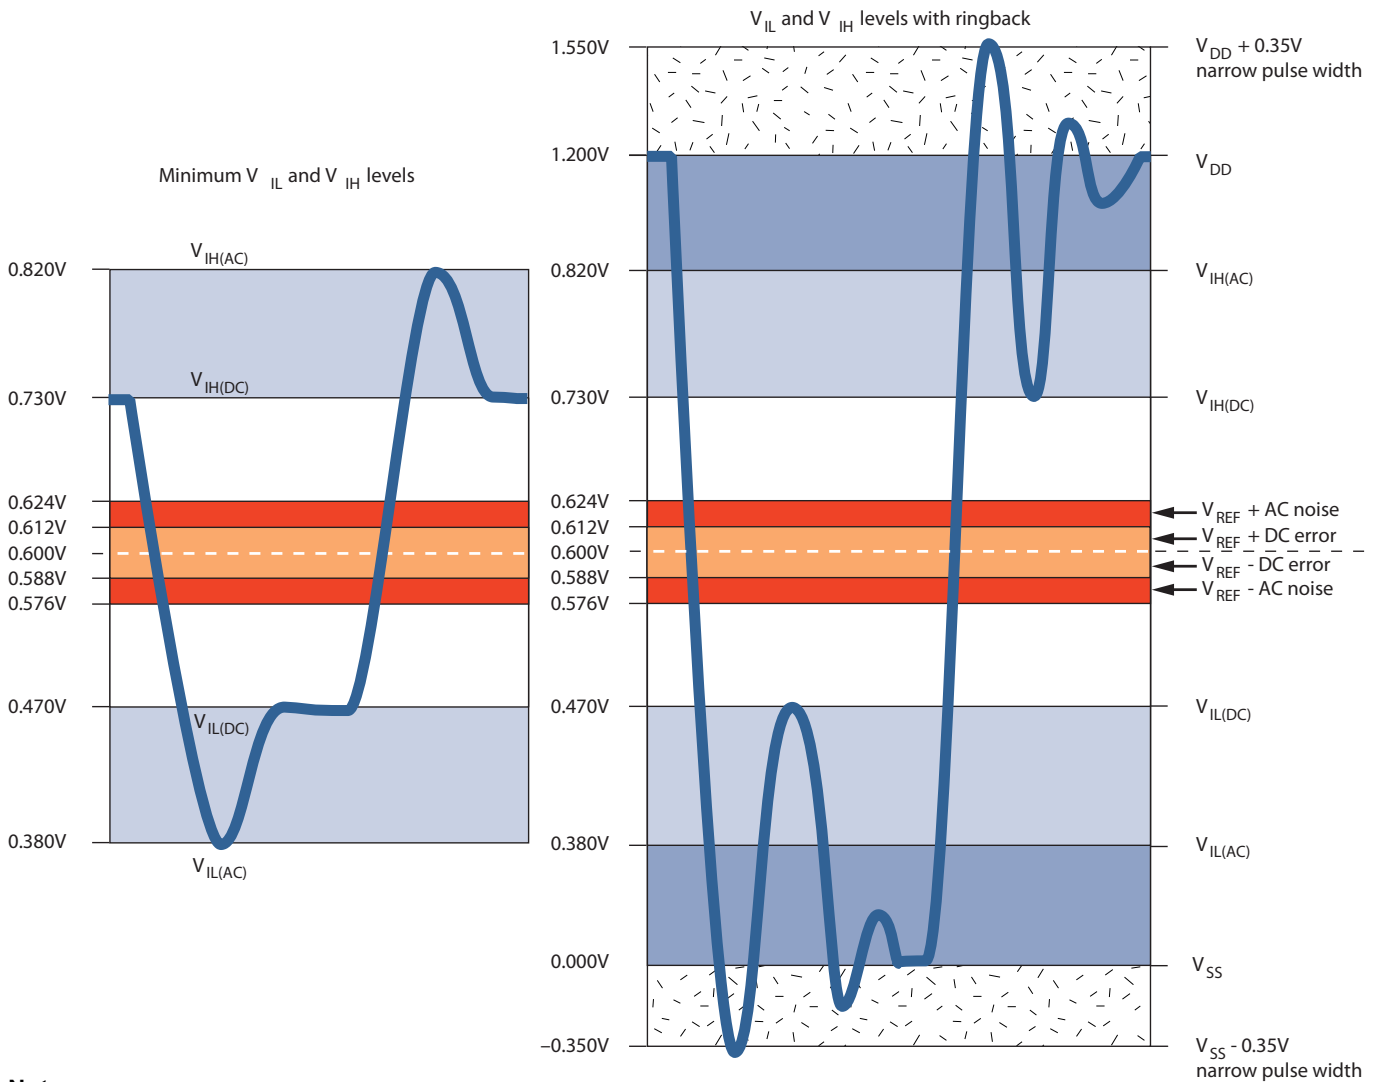 V IL and V IH levels with ringback
Minimum V IL and V IH levels
0.820V
0.730V
0.624V
0.612V
0.600V
0.588V
0.576V
0.470V
0.380V
VIH(AC)
VIH(DC)
VIL(DC)
VIL(AC)
1.550V
1.200V
0.820V
0.730V
0.624V
0.612V
0.600V
0.588V
0.576V
0.470V
0.380V
0.000V
−0.350V
VDD + 0.35V
narrow pulse width
VDD
VIH(AC)
VIH(DC)
VREF + AC noise
VREF + DC error
VREF - DC error
VREF - AC noise
VIL(DC)
VIL(AC)
VSS
VSS - 0.35V
narrow pulse width